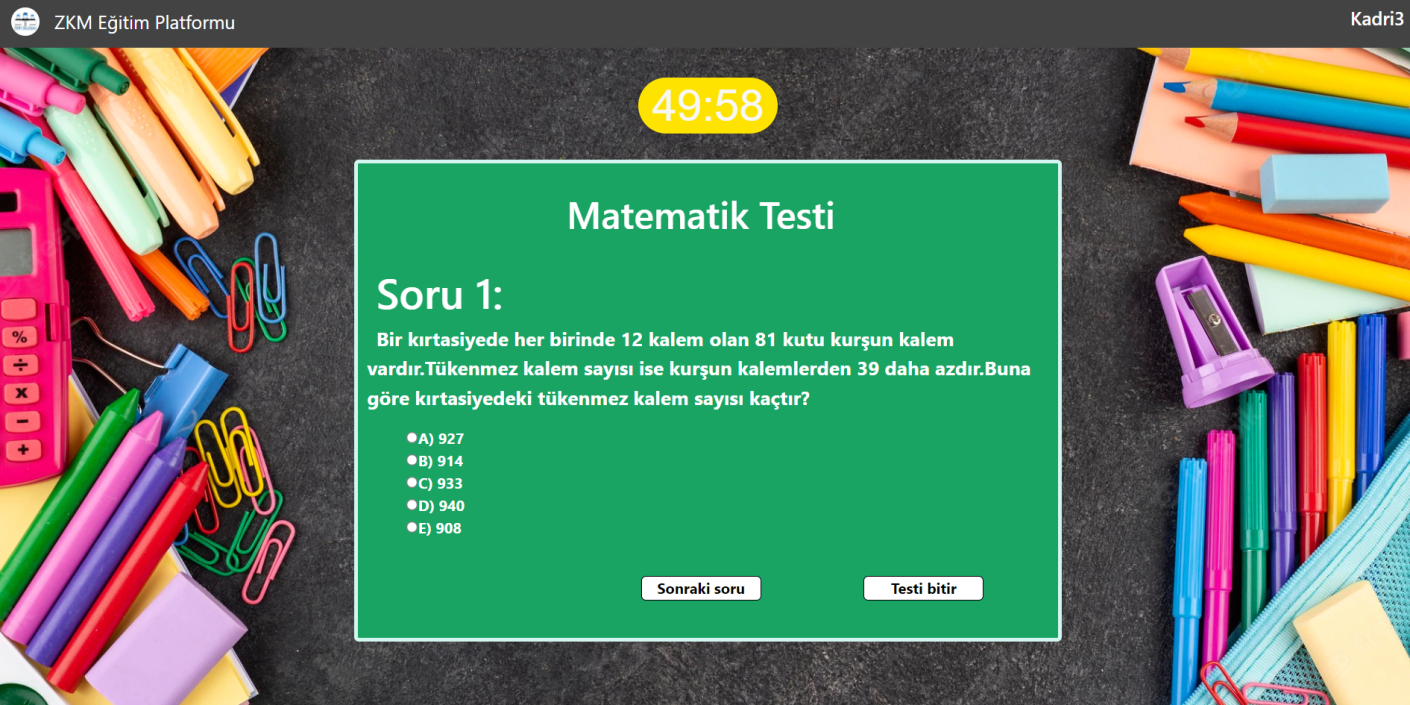 ZKM Eğitim Platformu
Kadri3
49:58
Matematik Testi
Soru 1:
Bir kırtasiyede her birinde 12 kalem olan 81 kutu kurşun kalem
vardır.Tükenmez kalem sayısı ise kurşun kalemlerden 39 daha azdır.Buna
göre kırtasiyedeki tükenmez kalem sayısı kaçtır?
A) 927
B) 914
C) 933
D) 940
E) 908
Sonraki soru
Testi bitir
%
÷
x
−
+